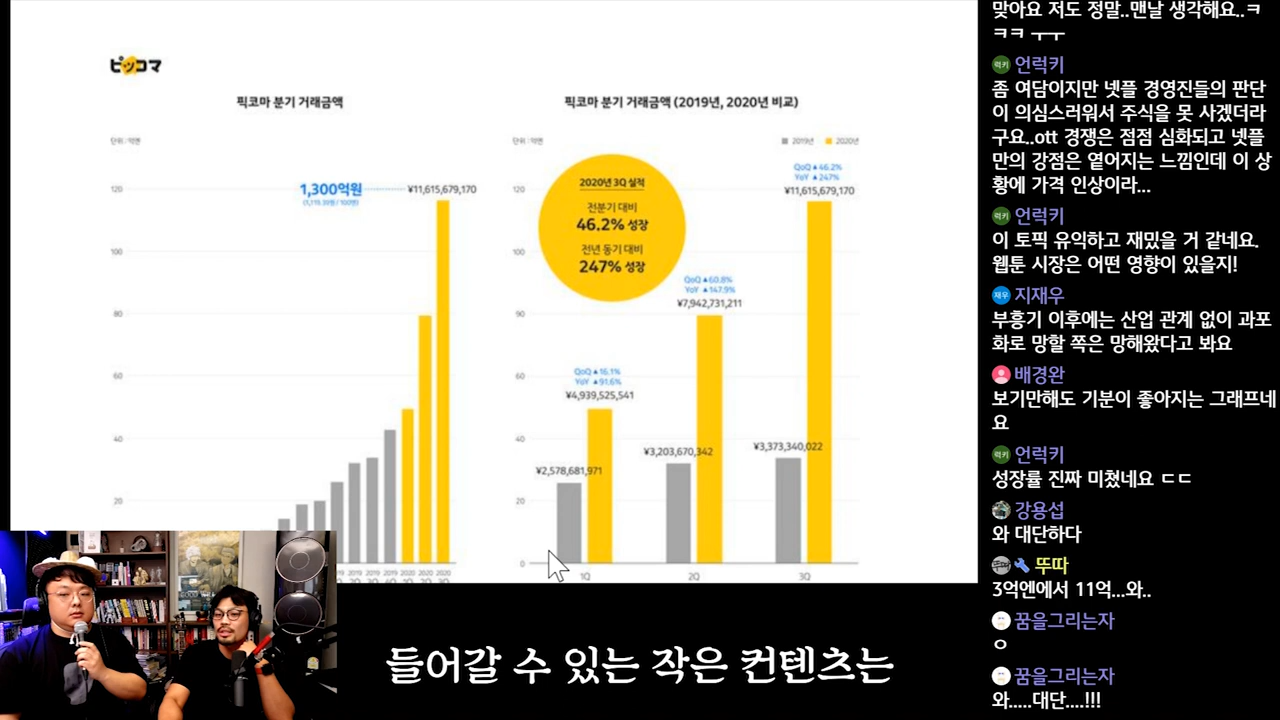 ピッコマ
픽코마 분기 거래금액
단위 : 억엔
120
100
80
60
40
20
1,300억원
¥11,615,679,170
픽코마 분기 거래금액 (2019년, 2020년 비교)
단위 : 억엔
2019년
2020년
120
100
90
60
40
20
0
2020년 3Q 실적
전분기 대비
46.2% 성장
전년 동기 대비
247% 성장
QoQ ▲16.1%
YoY ▲91.6%
¥4,939,525,541
¥2,578,681,971
QoQ ▲60.8%
YoY ▲147.9%
¥7,942,731,211
¥3,203,670,342
QoQ ▲46.2%
YoY ▲247%
¥11,615,679,170
¥3,373,340,022
1Q
2Q
3Q
들어갈 수 있는 작은 컨텐츠는
맞아요 저도 정말..맨날 생각해요..ㅋ
ㅋㅋ ㅜㅜ
럭키 언럭키
좀 여담이지만 넷플 경영진들의 판단
이 의심스러워서 주식을 못 사겠더라
구요..ott 경쟁은 점점 심화되고 넷플
만의 강점은 옅어지는 느낌인데 이 상
황에 가격 인상이라...
럭키 언럭키
이 토픽 유익하고 재밌을 거 같네요.
웹툰 시장은 어떤 영향이 있을지!
재우 지재우
부흥기 이후에는 산업 관계 없이 과포
화로 망할 쪽은 망해왔다고 봐요
배경완
보기만해도 기분이 좋아지는 그래프네
요
럭키 언럭키
성장률 진짜 미쳤네요 ㄷㄷ
강용섭
와 대단하다
뚜따
3억엔에서 11억...와..
꿈을그리는자
ㅇ
꿈을그리는자
와.....대단....!!!